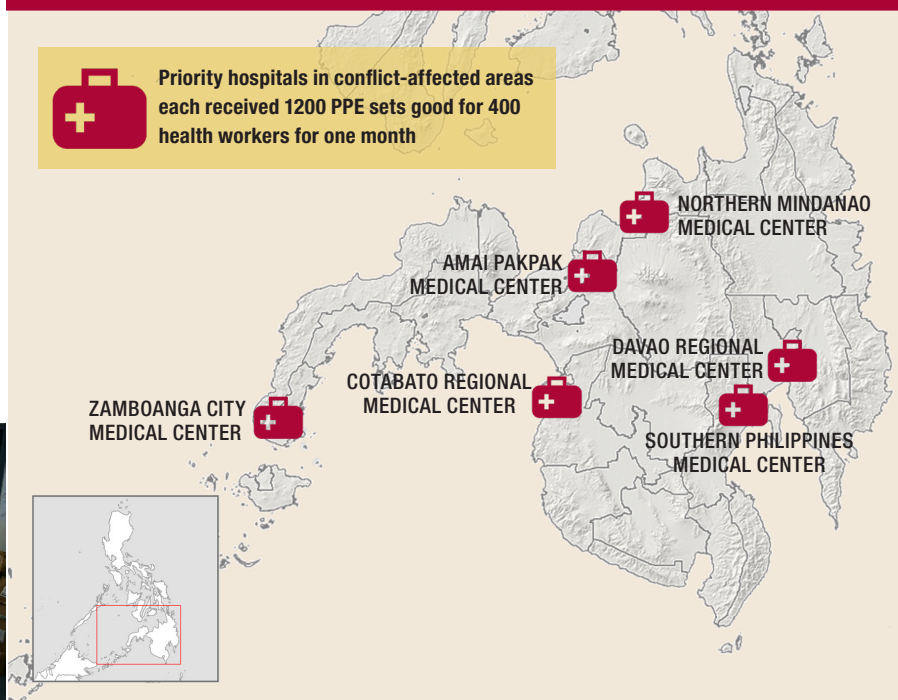 Priority hospitals in conflict-affected areas
each received 1200 PPE sets good for 400
health workers for one month
NORTHERN MINDANAO
MEDICAL CENTER
AMAI PAKPAK
MEDICAL CENTER
DAVAO REGIONAL
MEDICAL CENTER
COTABATO REGIONAL
MEDICAL CENTER
ZAMBOANGA CITY
MEDICAL CENTER
SOUTHERN PHILIPPINES
MEDICAL CENTER